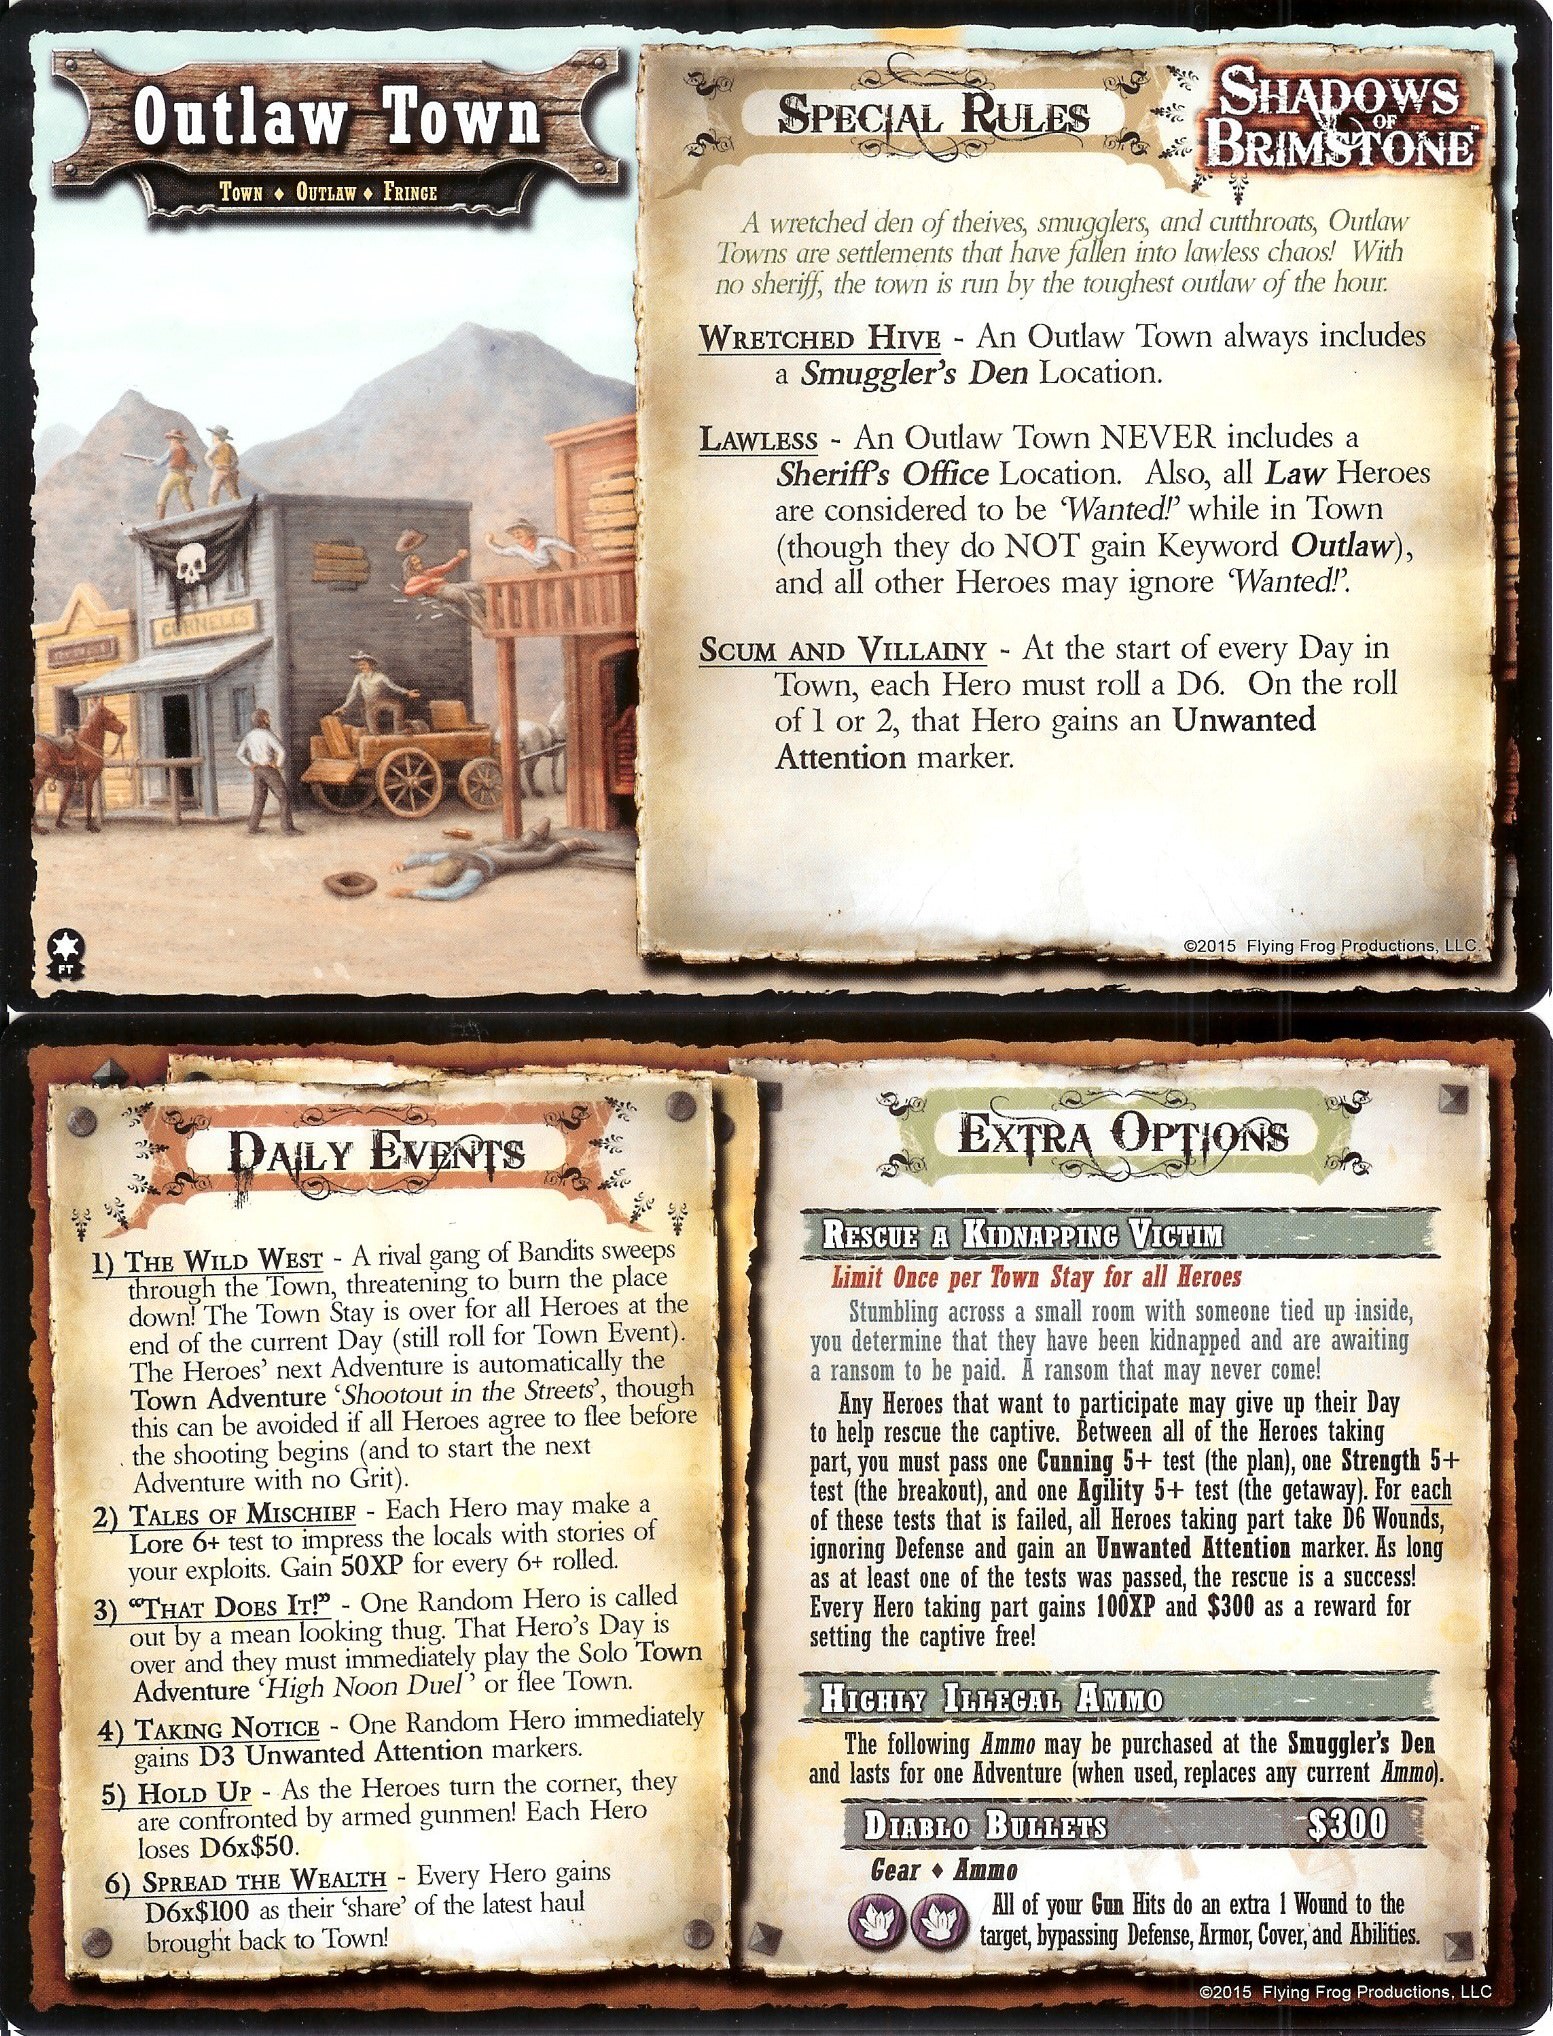 Outlaw Town
Town ♦ Outlaw ♦ Fringe
CORNELLS
FT
Special Rules
Shadows
of
Brimstone™
A wretched den of theives, smugglers, and cutthroats, Outlaw
Towns are settlements that have fallen into lawless chaos! With
no sheriff, the town is run by the toughest outlaw of the hour.
Wretched Hive - An Outlaw Town always includes
a Smuggler's Den Location.
Lawless - An Outlaw Town NEVER includes a
Sheriff's Office Location. Also, all Law Heroes
are considered to be 'Wanted!' while in Town
(though they do NOT gain Keyword Outlaw),
and all other Heroes may ignore 'Wanted!'.
Scum and Villainy - At the start of every Day in
Town, each Hero must roll a D6. On the roll
of 1 or 2, that Hero gains an Unwanted
Attention marker.
©2015 Flying Frog Productions, LLC.
Daily Events
1) The Wild West - A rival gang of Bandits sweeps
through the Town, threatening to burn the place
down! The Town Stay is over for all Heroes at the
end of the current Day (still roll for Town Event).
The Heroes' next Adventure is automatically the
Town Adventure 'Shootout in the Streets', though
this can be avoided if all Heroes agree to flee before
the shooting begins (and to start the next
Adventure with no Grit).
2) Tales of Mischief - Each Hero may make a
Lore 6+ test to impress the locals with stories of
your exploits. Gain 50XP for every 6+ rolled.
3) "That Does It!" - One Random Hero is called
out by a mean looking thug. That Hero's Day is
over and they must immediately play the Solo Town
Adventure 'High Noon Duel' or flee Town.
4) Taking Notice - One Random Hero immediately
gains D3 Unwanted Attention markers.
5) Hold Up - As the Heroes turn the corner, they
are confronted by armed gunmen! Each Hero
loses D6x$50.
6) Spread the Wealth - Every Hero gains
D6x$100 as their 'share' of the latest haul
brought back to Town!
Extra Options
Rescue a Kidnapping Victim
Limit Once per Town Stay for all Heroes
Stumbling across a small room with someone tied up inside,
you determine that they have been kidnapped and are awaiting
a ransom to be paid. A ransom that may never come!
Any Heroes that want to participate may give up their Day
to help rescue the captive. Between all of the Heroes taking
part, you must pass one Cunning 5+ test (the plan), one Strength 5+
test (the breakout), and one Agility 5+ test (the getaway). For each
of these tests that is failed, all Heroes taking part take D6 Wounds,
ignoring Defense and gain an Unwanted Attention marker. As long
as at least one of the tests was passed, the rescue is a success!
Every Hero taking part gains 100XP and $300 as a reward for
setting the captive free!
Highly Illegal Ammo
The following Ammo may be purchased at the Smuggler's Den
and lasts for one Adventure (when used, replaces any current Ammo).
Diablo Bullets $300
Gear ♦ Ammo
All of your Gun Hits do an extra 1 Wound to the
target, bypassing Defense, Armor, Cover, and Abilities.
©2015 Flying Frog Productions, LLC